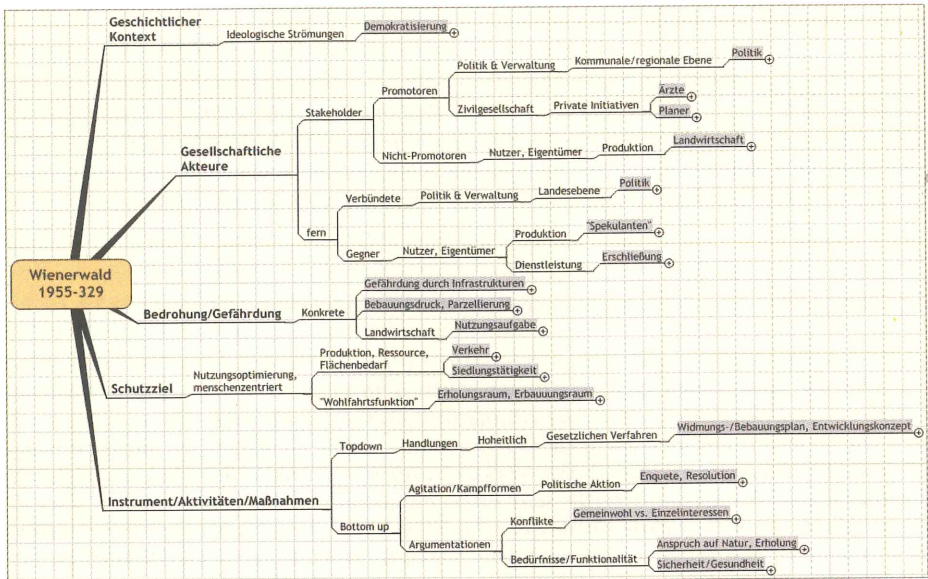 Geschichtlicher
Kontext
Ideologische Strömungen
Demokratisierung
Gesellschaftliche
Akteure
Stakeholder
Promotoren
Politik & Verwaltung
Kommunale/regionale Ebene
Politik
Zivilgesellschaft
Private Initiativen
Ärzte
Planer
Nicht-Promotoren
Nutzer, Eigentümer
Produktion
Landwirtschaft
fern
Verbündete
Politik & Verwaltung
Landesebene
Politik
Gegner
Nutzer, Eigentümer
Produktion
"Spekulanten"
Dienstleistung
Erschließung
Wienerwald
1955-329
Bedrohung/Gefährdung
Konkrete
Gefährdung durch Infrastrukturen
Bebauungsdruck, Parzellierung
Landwirtschaft
Nutzungsaufgabe
Schutzziel
Nutzungsoptimierung,
menschenzentriert
Produktion, Ressource,
Flächenbedarf
Verkehr
Siedlungstätigkeit
"Wohlfahrtsfunktion"
Erholungsraum, Erbauuungsraum
Instrument/Aktivitäten/Maßnahmen
Topdown
Handlungen
Hoheitlich
Gesetzlichen Verfahren
Widmungs-/Bebauungsplan, Entwicklungskonzept
Bottom up
Agitation/Kampfformen
Politische Aktion
Enquete, Resolution
Argumentationen
Konflikte
Gemeinwohl vs. Einzelinteressen
Bedürfnisse/Funktionalität
Anspruch auf Natur, Erholung
Sicherheit/Gesundheit